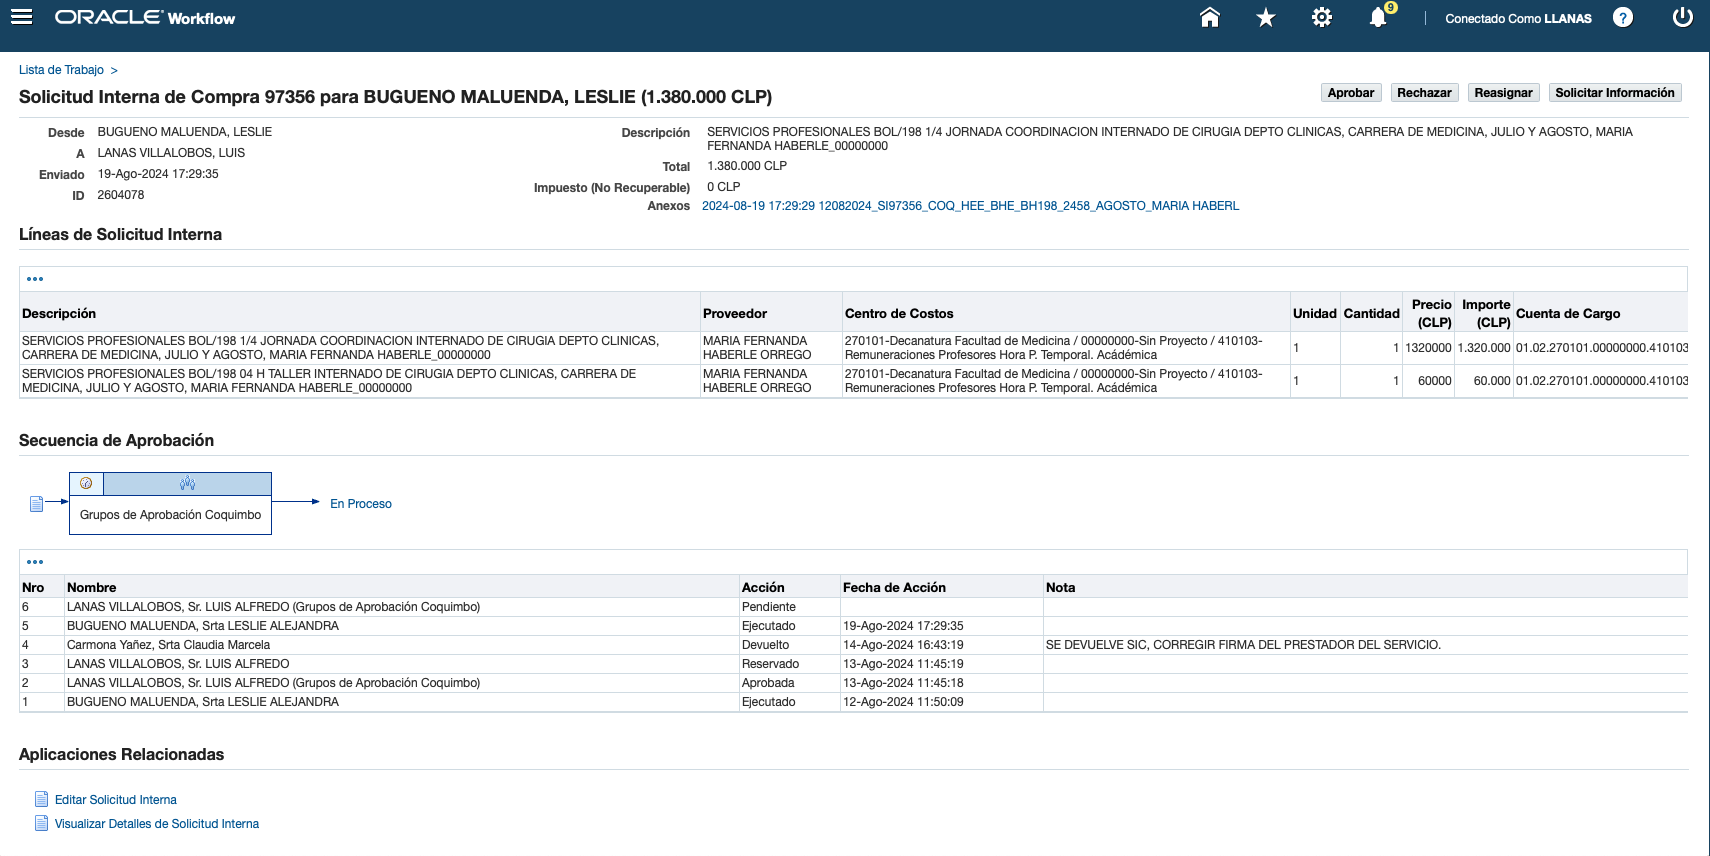 ORACLE® Workflow
9
Conectado Como LLANAS
?
Lista de Trabajo >
Solicitud Interna de Compra 97356 para BUGUENO MALUENDA, LESLIE (1.380.000 CLP)
Aprobar Rechazar Reasignar Solicitar Información
Desde BUGUENO MALUENDA, LESLIE
A LANAS VILLALOBOS, LUIS
Enviado 19-Ago-2024 17:29:35
ID 2604078
Descripción SERVICIOS PROFESIONALES BOL/198 1/4 JORNADA COORDINACION INTERNADO DE CIRUGIA DEPTO CLINICAS, CARRERA DE MEDICINA, JULIO Y AGOSTO, MARIA
FERNANDA HABERLE_00000000
Total 1.380.000 CLP
Impuesto (No Recuperable) 0 CLP
Anexos 2024-08-19 17:29:29 12082024_SI97356_COQ_HEE_BHE_BH198_2458_AGOSTO_MARIA HABERL
Líneas de Solicitud Interna
Descripción Proveedor Centro de Costos Unidad Cantidad Precio (CLP) Importe (CLP) Cuenta de Cargo
SERVICIOS PROFESIONALES BOL/198 1/4 JORNADA COORDINACION INTERNADO DE CIRUGIA DEPTO CLINICAS,
CARRERA DE MEDICINA, JULIO Y AGOSTO, MARIA FERNANDA HABERLE_00000000
MARIA FERNANDA
HABERLE ORREGO
270101-Decanatura Facultad de Medicina / 00000000-Sin Proyecto / 410103-
Remuneraciones Profesores Hora P. Temporal. Acádémica
1 1 1320000 1.320.000 01.02.270101.00000000.410103
SERVICIOS PROFESIONALES BOL/198 04 H TALLER INTERNADO DE CIRUGIA DEPTO CLINICAS, CARRERA DE
MEDICINA, JULIO Y AGOSTO, MARIA FERNANDA HABERLE_00000000
MARIA FERNANDA
HABERLE ORREGO
270101-Decanatura Facultad de Medicina / 00000000-Sin Proyecto / 410103-
Remuneraciones Profesores Hora P. Temporal. Acádémica
1 1 60000 60.000 01.02.270101.00000000.410103
Secuencia de Aprobación
Grupos de Aprobación Coquimbo
En Proceso
Nro Nombre Acción Fecha de Acción Nota
6 LANAS VILLALOBOS, Sr. LUIS ALFREDO (Grupos de Aprobación Coquimbo) Pendiente
5 BUGUENO MALUENDA, Srta LESLIE ALEJANDRA Ejecutado 19-Ago-2024 17:29:35
4 Carmona Yañez, Srta Claudia Marcela Devuelto 14-Ago-2024 16:43:19 SE DEVUELVE SIC, CORREGIR FIRMA DEL PRESTADOR DEL SERVICIO.
3 LANAS VILLALOBOS, Sr. LUIS ALFREDO Reservado 13-Ago-2024 11:45:19
2 LANAS VILLALOBOS, Sr. LUIS ALFREDO (Grupos de Aprobación Coquimbo) Aprobada 13-Ago-2024 11:45:18
1 BUGUENO MALUENDA, Srta LESLIE ALEJANDRA Ejecutado 12-Ago-2024 11:50:09
Aplicaciones Relacionadas
Editar Solicitud Interna
Visualizar Detalles de Solicitud Interna